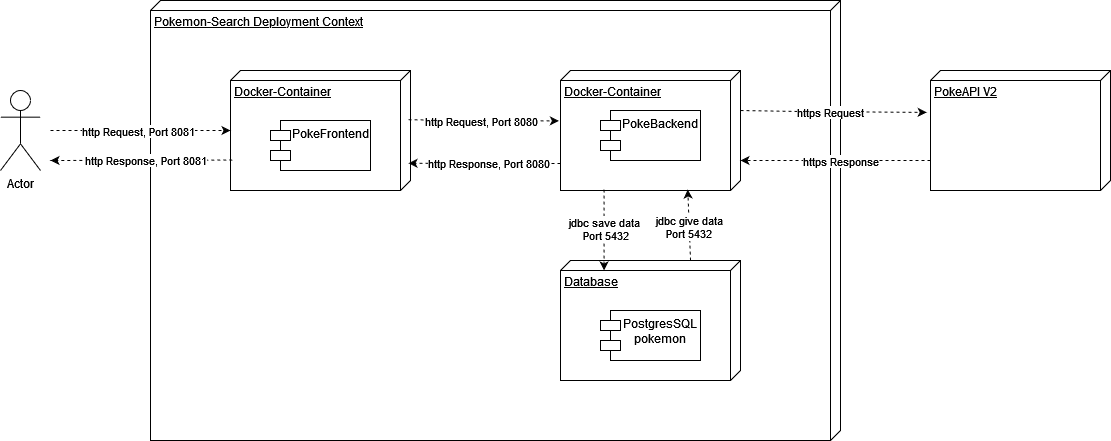 Pokemon-Search Deployment Context
Docker-Container
PokeFrontend
Docker-Container
PokeBackend
PokeAPI V2
http Request, Port 8081
http Response, Port 8081
http Request, Port 8080
http Response, Port 8080
https Request
https Response
Actor
jdbc save data
Port 5432
jdbc give data
Port 5432
Database
PostgresSQL
pokemon